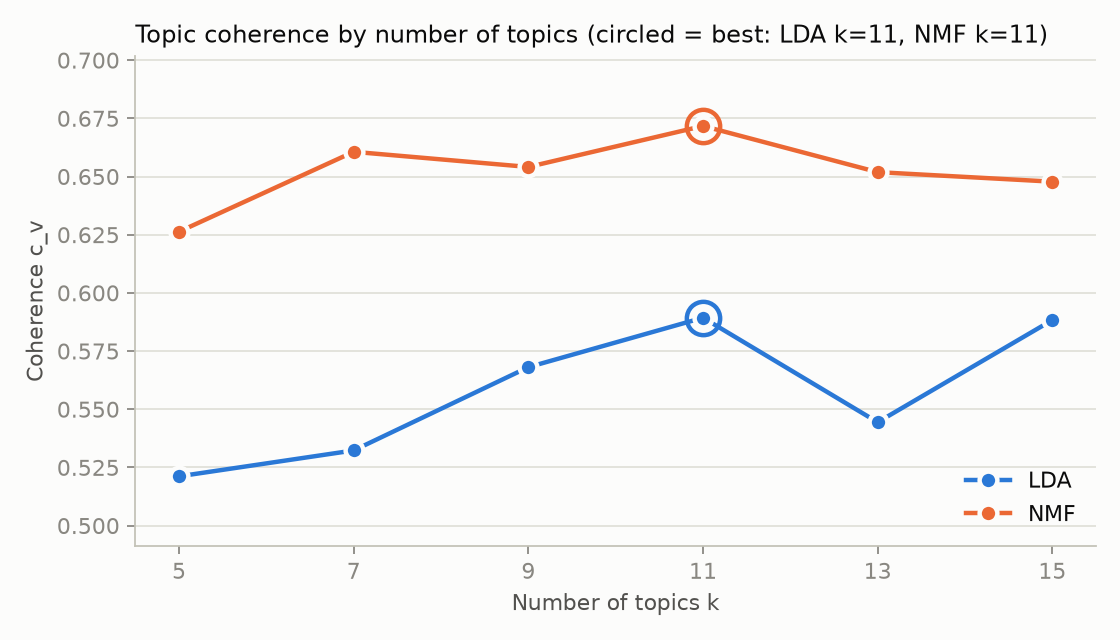 Topic coherence by number of topics (circled = best: LDA k=11, NMF k=11)
0.700
0.675
0.650
0.625
0.600
0.575
0.550
0.525
0.500
Coherence c_v
LDA
NMF
5 7 9 11 13 15
Number of topics k